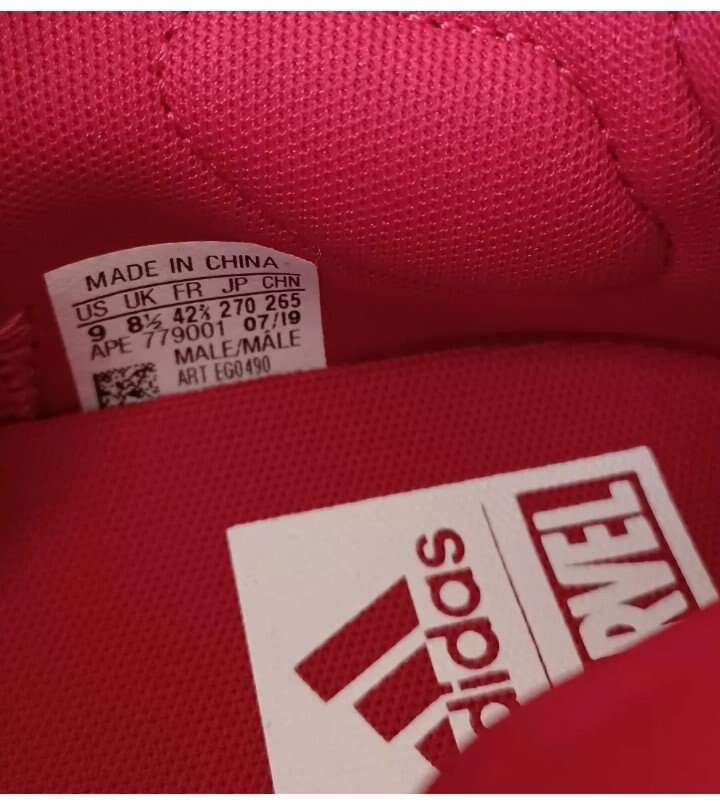 MADE IN CHINA
US UK FR JP CHN
9 8½ 42⅔ 270 265
APE 779001 07/19
MALE/MÂLE
ART EG0490
adidas
RVEL